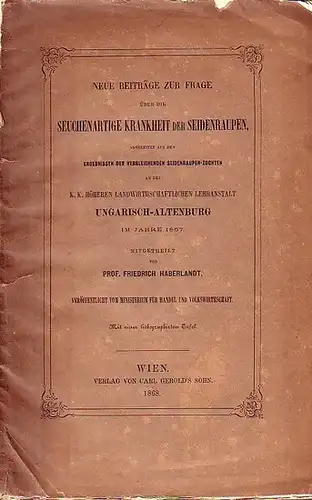 NEUE BEITRÄGE ZUR FRAGE
ÜBER DIE
SEUCHENARTIGE KRANKHEIT DER SEIDENRAUPEN,
ABGELEITET AUS DEN
ERGEBNISSEN DER VERGLEICHENDEN SEIDENRAUPEN-ZUCHTEN
AN DER
K. K. HÖHEREN LANDWIRTHSCHAFTLICHEN LEHRANSTALT
UNGARISCH-ALTENBURG
IM JAHRE 1867.
MITGETHEILT
VON
PROF. FRIEDRICH HABERLANDT.
VERÖFFENTLICHT VOM MINISTERIUM FÜR HANDEL UND VOLKSWIRTHSCHAFT.
Mit einer lithographirten Tafel.
WIEN.
VERLAG VON CARL GEROLD'S SOHN.
1868.